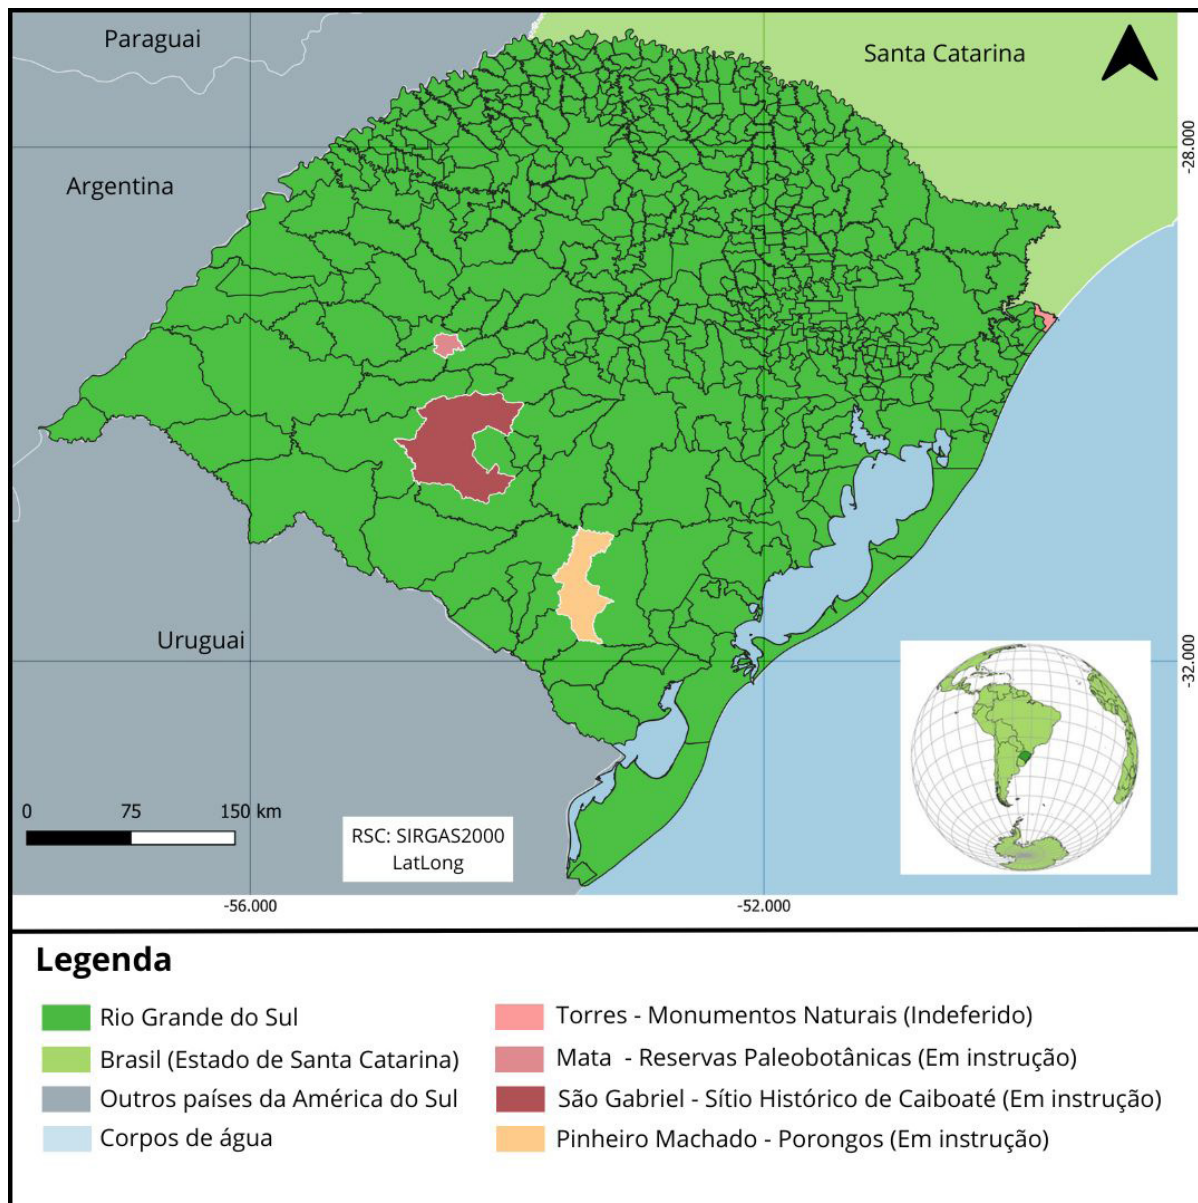 Paraguai
Santa Catarina
-28.000
Argentina
Uruguai
-32.000
0 75 150 km
RSC: SIRGAS2000
LatLong
-56.000 -52.000
Legenda
Rio Grande do Sul
Brasil (Estado de Santa Catarina)
Outros países da América do Sul
Corpos de água
Torres - Monumentos Naturais (Indeferido)
Mata - Reservas Paleobotânicas (Em instrução)
São Gabriel - Sítio Histórico de Caiboaté (Em instrução)
Pinheiro Machado - Porongos (Em instrução)